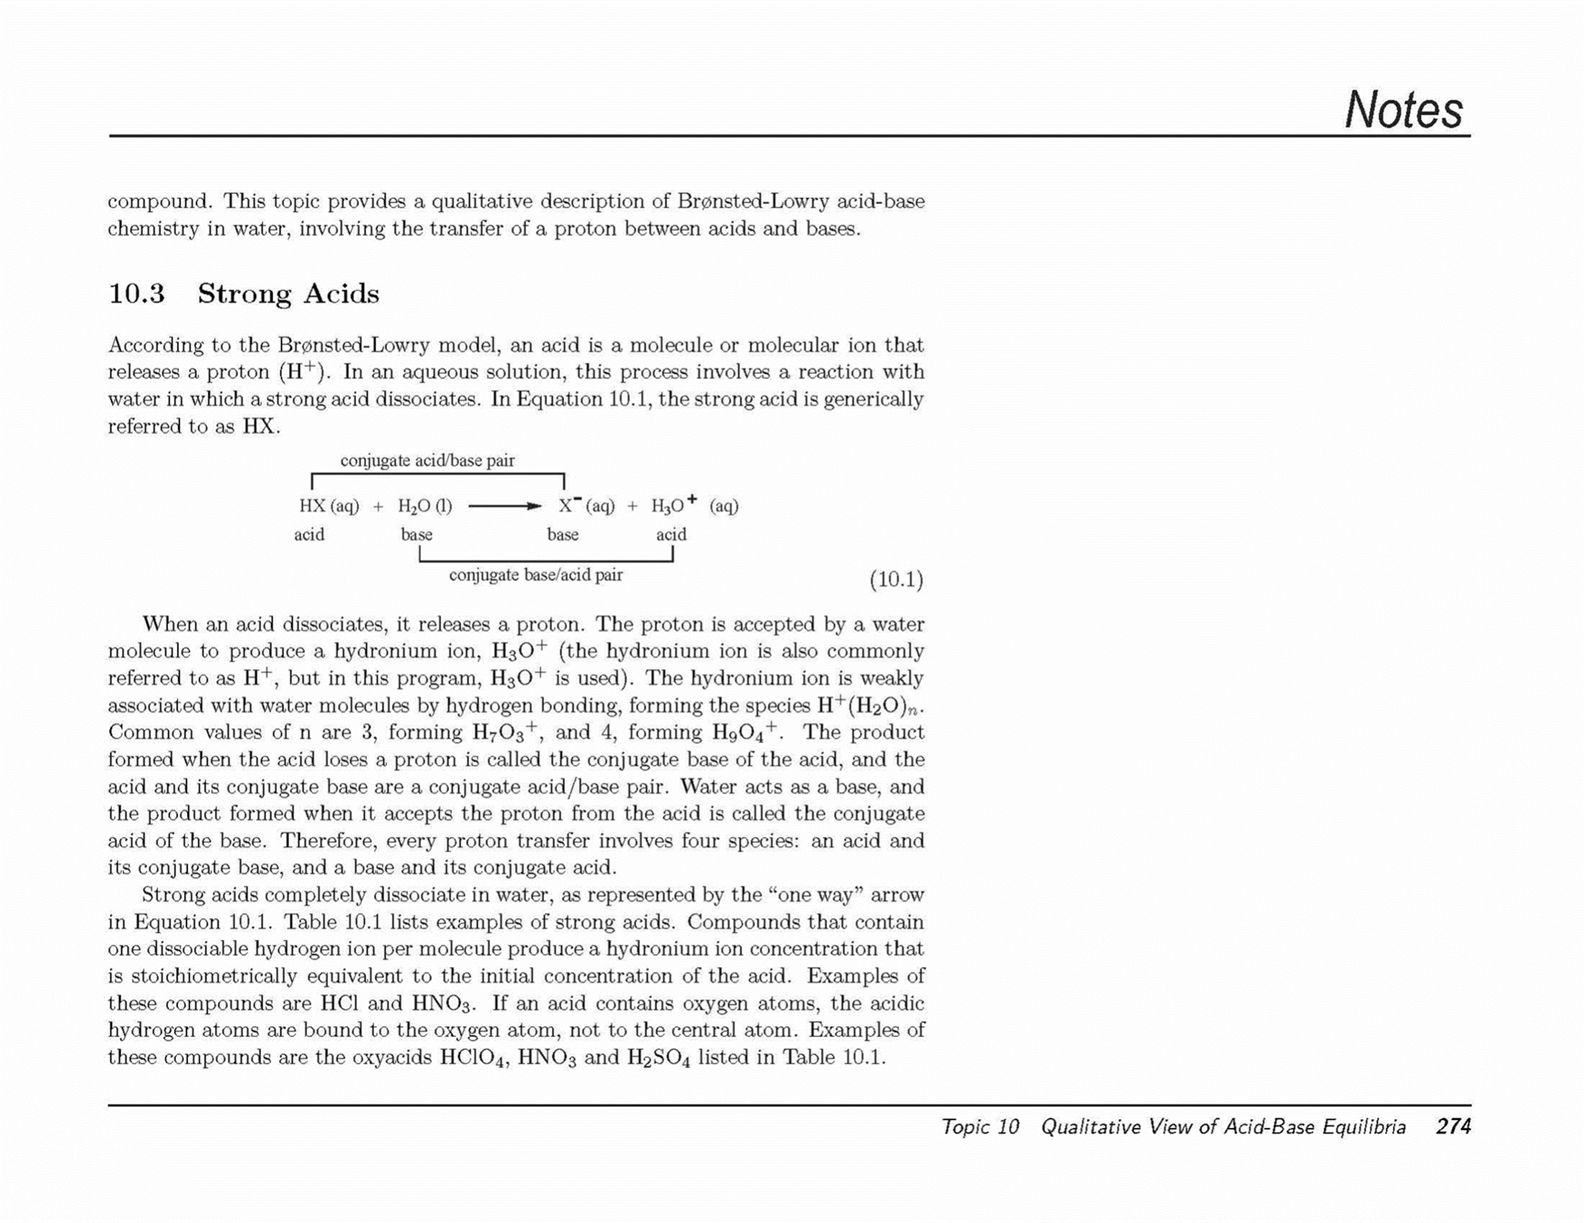 Notes
compound. This topic provides a qualitative description of Brønsted-Lowry acid-base
chemistry in water, involving the transfer of a proton between acids and bases.
10.3 Strong Acids
According to the Brønsted-Lowry model, an acid is a molecule or molecular ion that
releases a proton (H⁺). In an aqueous solution, this process involves a reaction with
water in which a strong acid dissociates. In Equation 10.1, the strong acid is generically
referred to as HX.
conjugate acid/base pair
HX (aq) + H₂O (l) ⟶ X⁻ (aq) + H₃O⁺ (aq)
acid base base acid
conjugate base/acid pair
(10.1)
When an acid dissociates, it releases a proton. The proton is accepted by a water
molecule to produce a hydronium ion, H₃O⁺ (the hydronium ion is also commonly
referred to as H⁺, but in this program, H₃O⁺ is used). The hydronium ion is weakly
associated with water molecules by hydrogen bonding, forming the species H⁺(H₂O)ₙ.
Common values of n are 3, forming H₇O₃⁺, and 4, forming H₉O₄⁺. The product
formed when the acid loses a proton is called the conjugate base of the acid, and the
acid and its conjugate base are a conjugate acid/base pair. Water acts as a base, and
the product formed when it accepts the proton from the acid is called the conjugate
acid of the base. Therefore, every proton transfer involves four species: an acid and
its conjugate base, and a base and its conjugate acid.
Strong acids completely dissociate in water, as represented by the “one way” arrow
in Equation 10.1. Table 10.1 lists examples of strong acids. Compounds that contain
one dissociable hydrogen ion per molecule produce a hydronium ion concentration that
is stoichiometrically equivalent to the initial concentration of the acid. Examples of
these compounds are HCl and HNO₃. If an acid contains oxygen atoms, the acidic
hydrogen atoms are bound to the oxygen atom, not to the central atom. Examples of
these compounds are the oxyacids HClO₄, HNO₃ and H₂SO₄ listed in Table 10.1.
Topic 10 Qualitative View of Acid-Base Equilibria 274